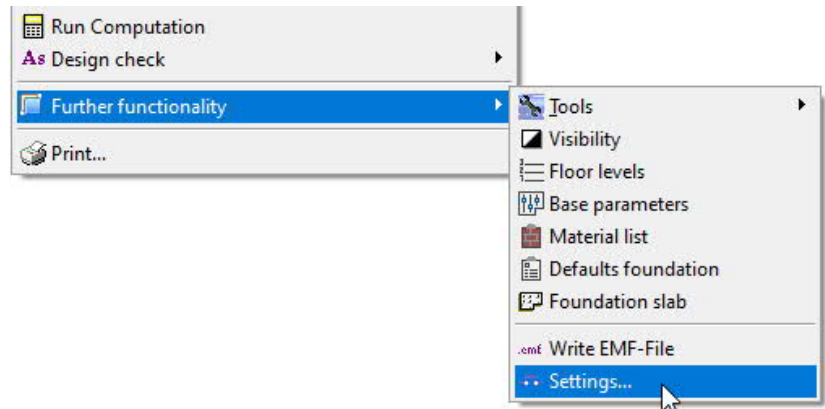 Run Computation
As Design check
Further functionality
Print...
Tools
Visibility
Floor levels
Base parameters
Material list
Defaults foundation
Foundation slab
.emf Write EMF-File
Settings...